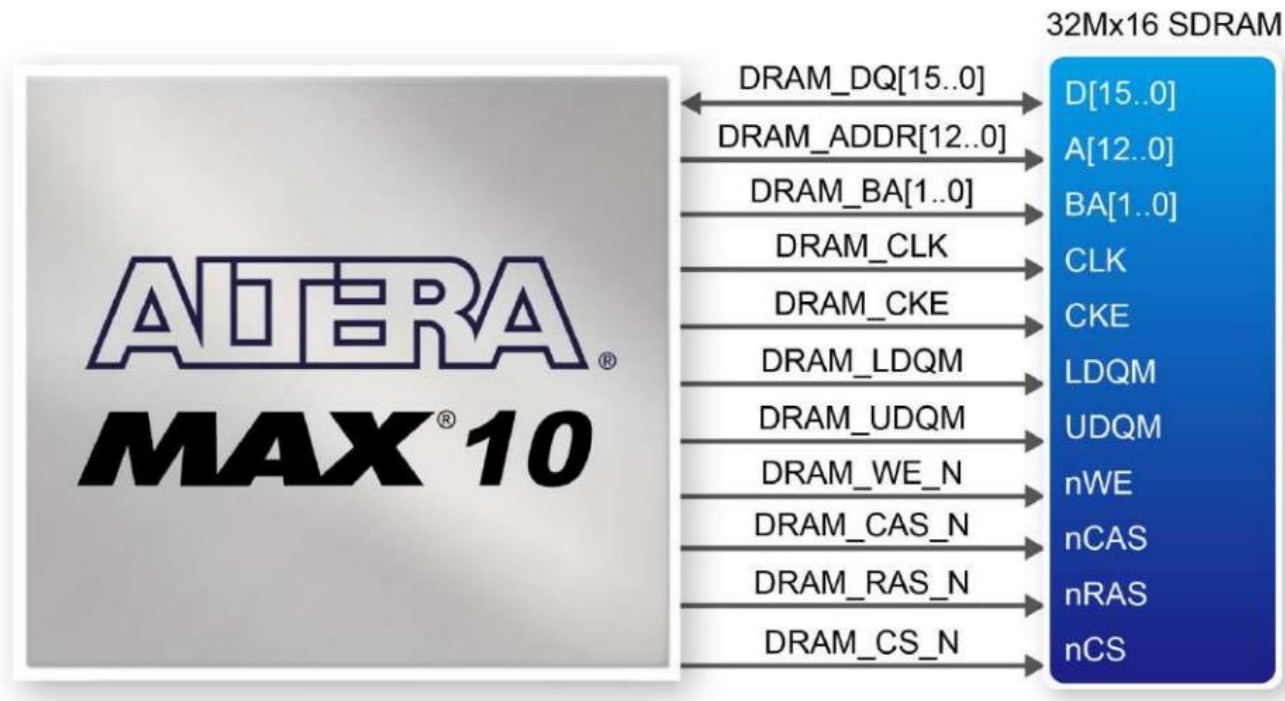 32Mx16 SDRAM
DRAM_DQ[15..0] D[15..0]
DRAM_ADDR[12..0] A[12..0]
DRAM_BA[1..0] BA[1..0]
DRAM_CLK CLK
DRAM_CKE CKE
DRAM_LDQM LDQM
DRAM_UDQM UDQM
DRAM_WE_N nWE
DRAM_CAS_N nCAS
DRAM_RAS_N nRAS
DRAM_CS_N nCS
ALTERA®
MAX®10